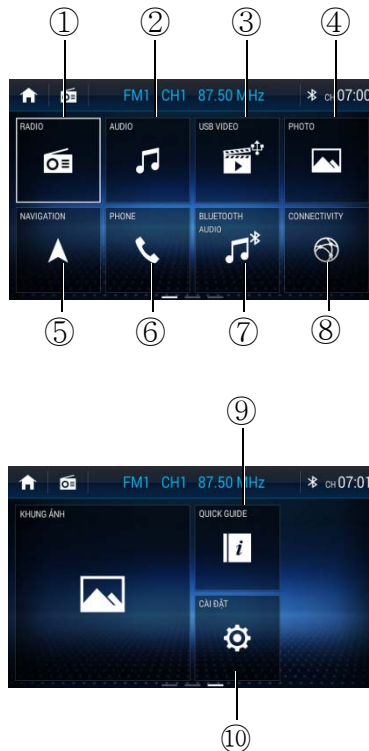 ① ② ③ ④
FM1 CH1 87.50 MHz CH 07:00
RADIO AUDIO USB VIDEO PHOTO
NAVIGATION PHONE BLUETOOTH AUDIO CONNECTIVITY
⑤ ⑥ ⑦ ⑧
⑨
FM1 CH1 87.50 MHz CH 07:01
KHUNG ẢNH QUICK GUIDE
i
CÀI ĐẶT
⑩